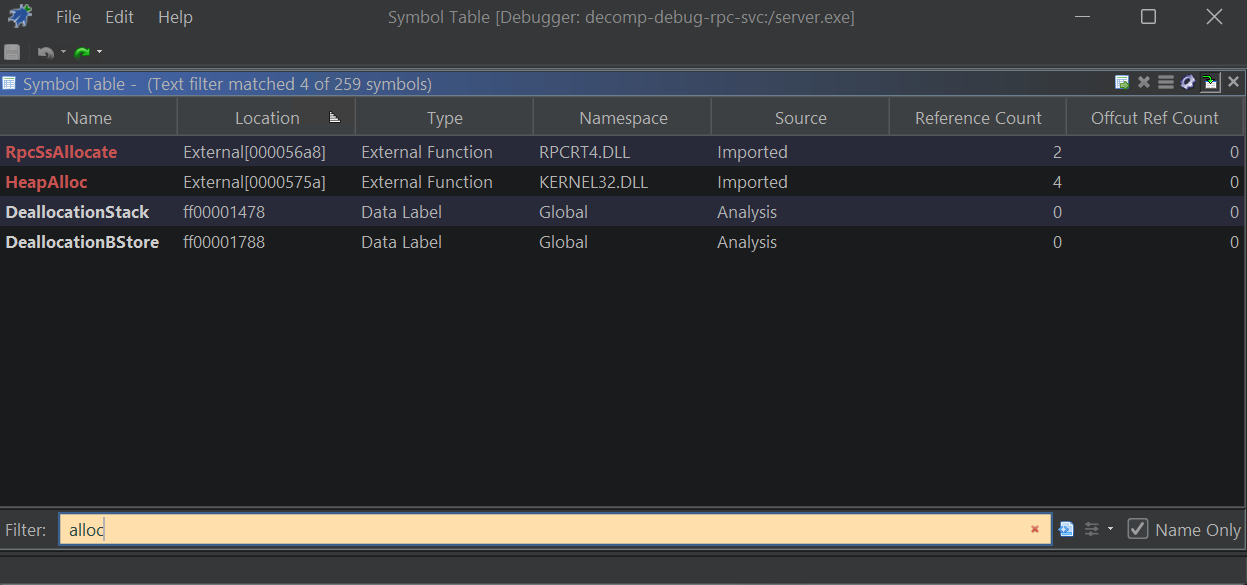 File Edit Help Symbol Table [Debugger: decomp-debug-rpc-svc:/server.exe]
Symbol Table - (Text filter matched 4 of 259 symbols)
Name Location Type Namespace Source Reference Count Offcut Ref Count
RpcSsAllocate External[000056a8] External Function RPCRT4.DLL Imported 2 0
HeapAlloc External[0000575a] External Function KERNEL32.DLL Imported 4 0
DeallocationStack ff00001478 Data Label Global Analysis 0 0
DeallocationBStore ff00001788 Data Label Global Analysis 0 0
Filter: alloc Name Only